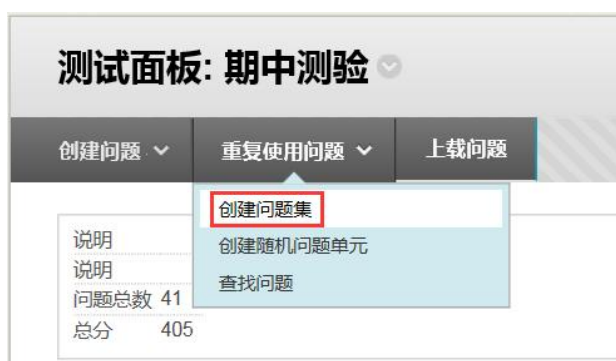 测试面板: 期中测验
创建问题 重复使用问题 上载问题
创建问题集
创建随机问题单元
查找问题
说明
说明
问题总数 41
总分 405